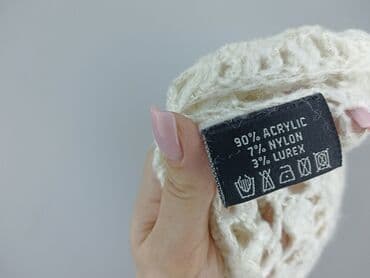 90% ACRYLIC
7% NYLON
3% LUREX